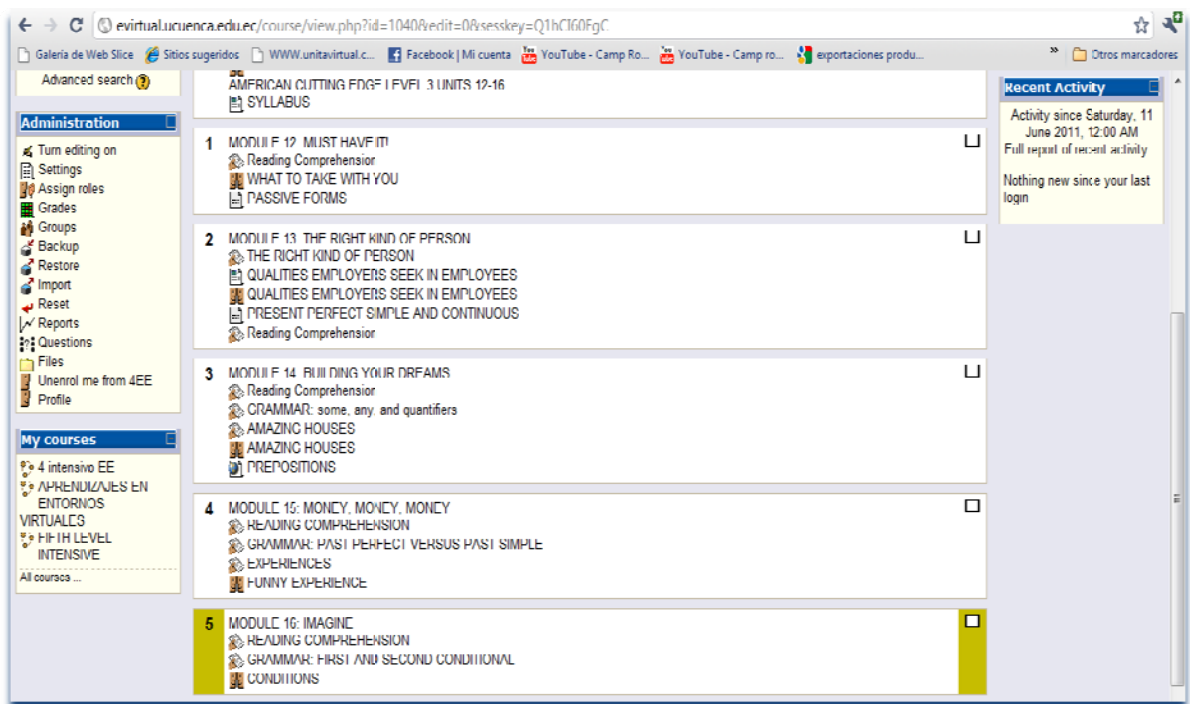 evirtual.ucuenca.edu.ec/course/view.php?id=1040&edit=0&sesskey=Q1hCI60FgC
Galería de Web Slice Sitios sugeridos WWW.unitavirtual.c... Facebook | Mi cuenta YouTube - Camp Ro... YouTube - Camp ro... exportaciones produ... » Otros marcadores
Advanced search
Administration
Turn editing on
Settings
Assign roles
Grades
Groups
Backup
Restore
Import
Reset
Reports
Questions
Files
Unenrol me from 4EE
Profile
My courses
4 intensivo EE
APRENDIZAJES EN
ENTORNOS
VIRTUALES
FIFTH LEVEL
INTENSIVE
All courses ...
AMERICAN CUTTING EDGE LEVEL 3 UNITS 12-16
SYLLABUS
1 MODULE 12: MUST HAVE IT!
Reading Comprehension
WHAT TO TAKE WITH YOU
PASSIVE FORMS
2 MODULE 13: THE RIGHT KIND OF PERSON
THE RIGHT KIND OF PERSON
QUALITIES EMPLOYERS SEEK IN EMPLOYEES
QUALITIES EMPLOYERS SEEK IN EMPLOYEES
PRESENT PERFECT SIMPLE AND CONTINUOUS
Reading Comprehension
3 MODULE 14: BUILDING YOUR DREAMS
Reading Comprehension
GRAMMAR: some, any, and quantifiers
AMAZING HOUSES
AMAZING HOUSES
PREPOSITIONS
4 MODULE 15: MONEY, MONEY, MONEY
READING COMPREHENSION
GRAMMAR: PAST PERFECT VERSUS PAST SIMPLE
EXPERIENCES
FUNNY EXPERIENCE
5 MODULE 16: IMAGINE
READING COMPREHENSION
GRAMMAR: FIRST AND SECOND CONDITIONAL
CONDITIONS
Recent Activity
Activity since Saturday, 11
June 2011, 12:00 AM
Full report of recent activity
Nothing new since your last
login